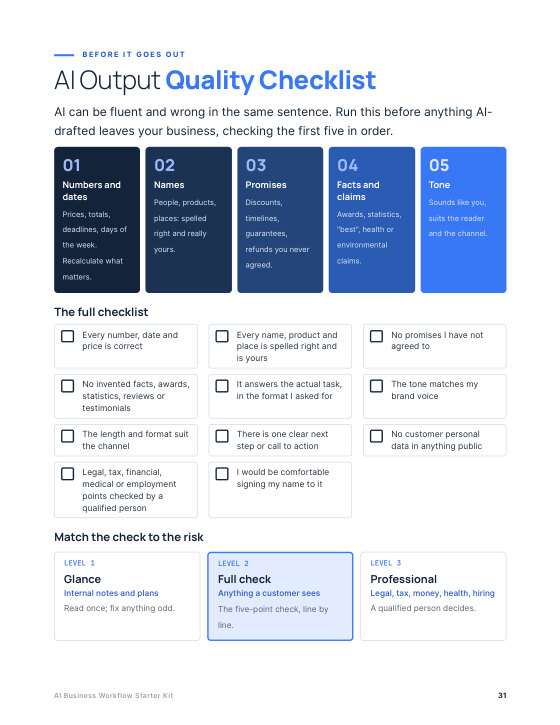 BEFORE IT GOES OUT
AI Output Quality Checklist
AI can be fluent and wrong in the same sentence. Run this before anything AI-
drafted leaves your business, checking the first five in order.
01
Numbers and
dates
Prices, totals,
deadlines, days of
the week.
Recalculate what
matters.
02
Names
People, products,
places: spelled
right and really
yours.
03
Promises
Discounts,
timelines,
guarantees,
refunds you never
agreed.
04
Facts and
claims
Awards, statistics,
"best", health or
environmental
claims.
05
Tone
Sounds like you,
suits the reader
and the channel.
The full checklist
Every number, date and
price is correct
Every name, product and
place is spelled right and
is yours
No promises I have not
agreed to
No invented facts, awards,
statistics, reviews or
testimonials
It answers the actual task,
in the format I asked for
The tone matches my
brand voice
The length and format suit
the channel
There is one clear next
step or call to action
No customer personal
data in anything public
Legal, tax, financial,
medical or employment
points checked by a
qualified person
I would be comfortable
signing my name to it
Match the check to the risk
LEVEL 1
Glance
Internal notes and plans
Read once; fix anything odd.
LEVEL 2
Full check
Anything a customer sees
The five-point check, line by
line.
LEVEL 3
Professional
Legal, tax, money, health, hiring
A qualified person decides.
AI Business Workflow Starter Kit
31